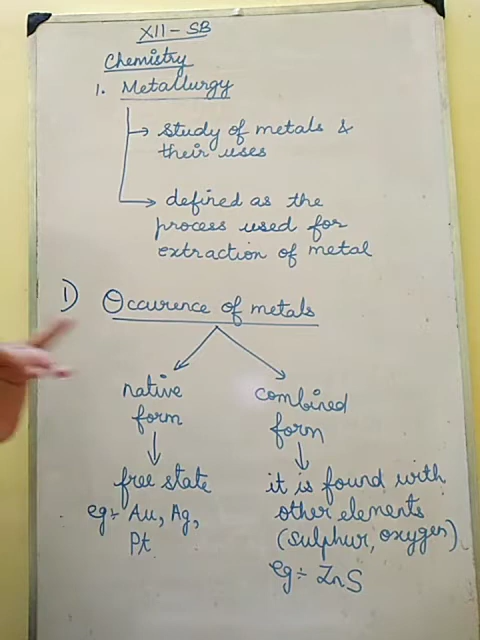 XII - SB
Chemistry
1. Metallurgy
study of metals &
their uses
defined as the
process used for
extraction of metal
1) Occurence of metals
native
form
free state
eg:- Au, Ag,
Pt
combined
form
it is found with
other elements
(sulphur, oxygen)
eg:- ZnS